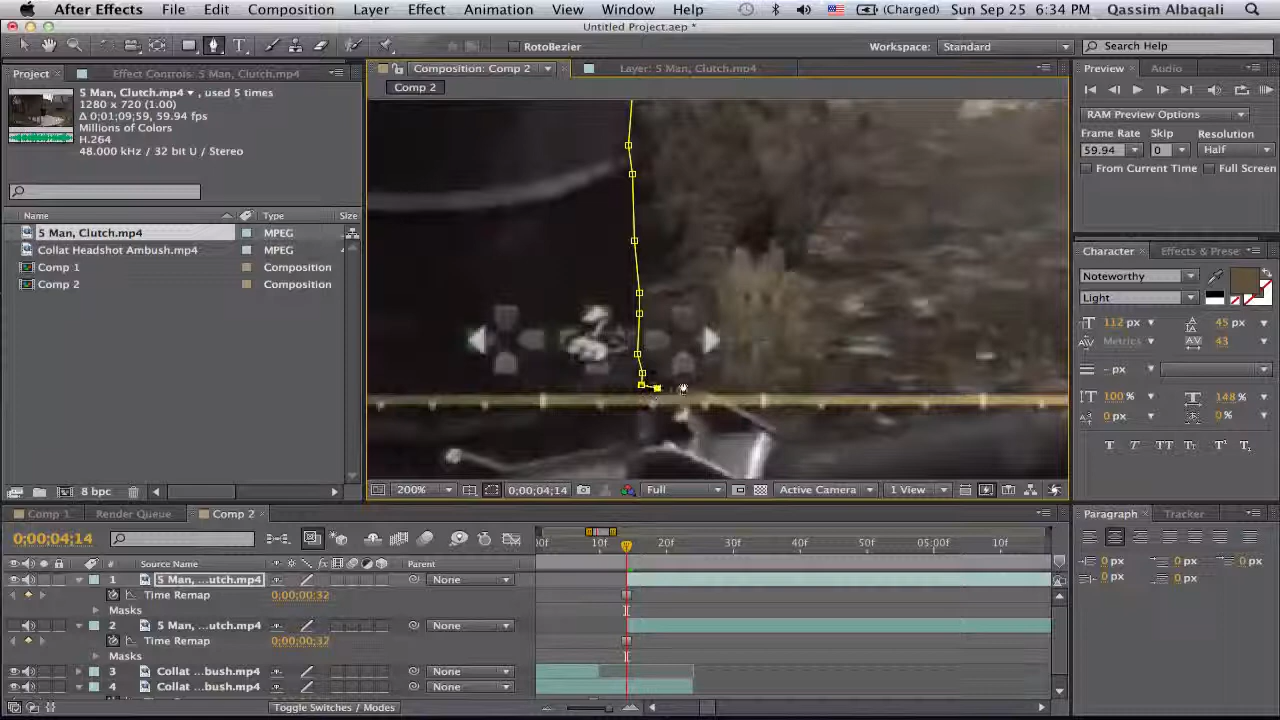 After Effects File Edit Composition Layer Effect Animation View Window Help (Charged) Sun Sep 25 6:34 PM Qassim Albaqali
Untitled Project.aep *
RotoBezier Workspace: Standard Search Help
Project Effect Controls: 5 Man, Clutch.mp4 Composition: Comp 2 Layer: 5 Man, Clutch.mp4 Preview Audio
Comp 2
5 Man, Clutch.mp4 , used 5 times
1280 x 720 (1.00)
Δ 0;01;09;59, 59.94 fps
Millions of Colors
H.264
48.000 kHz / 32 bit U / Stereo
RAM Preview Options
Frame Rate Skip Resolution
59.94 0 Half
From Current Time Full Screen
Name Type Size
5 Man, Clutch.mp4 MPEG
Collat Headshot Ambush.mp4 MPEG
Comp 1 Composition
Comp 2 Composition
Character Effects & Prese
Noteworthy
Light
112 px 45 px
Metrics 43
- px
100 % 148 %
0 px 0 %
T T TT Tt T¹ T₁
8 bpc
200% 0;00;04;14 Full Active Camera 1 View
Comp 1 Render Queue Comp 2
0;00;04;14
00f 10f 20f 30f 40f 50f 05:00f 10f
# Source Name Parent
1 5 Man, ...utch.mp4 None
Time Remap 0;00;00;32
Masks
2 5 Man, ...utch.mp4 None
Time Remap 0;00;00;32
Masks
3 Collat ...bush.mp4 None
4 Collat ...bush.mp4 None
Toggle Switches / Modes
Paragraph Tracker
0 px 0 px 0 px
0 px 0 px